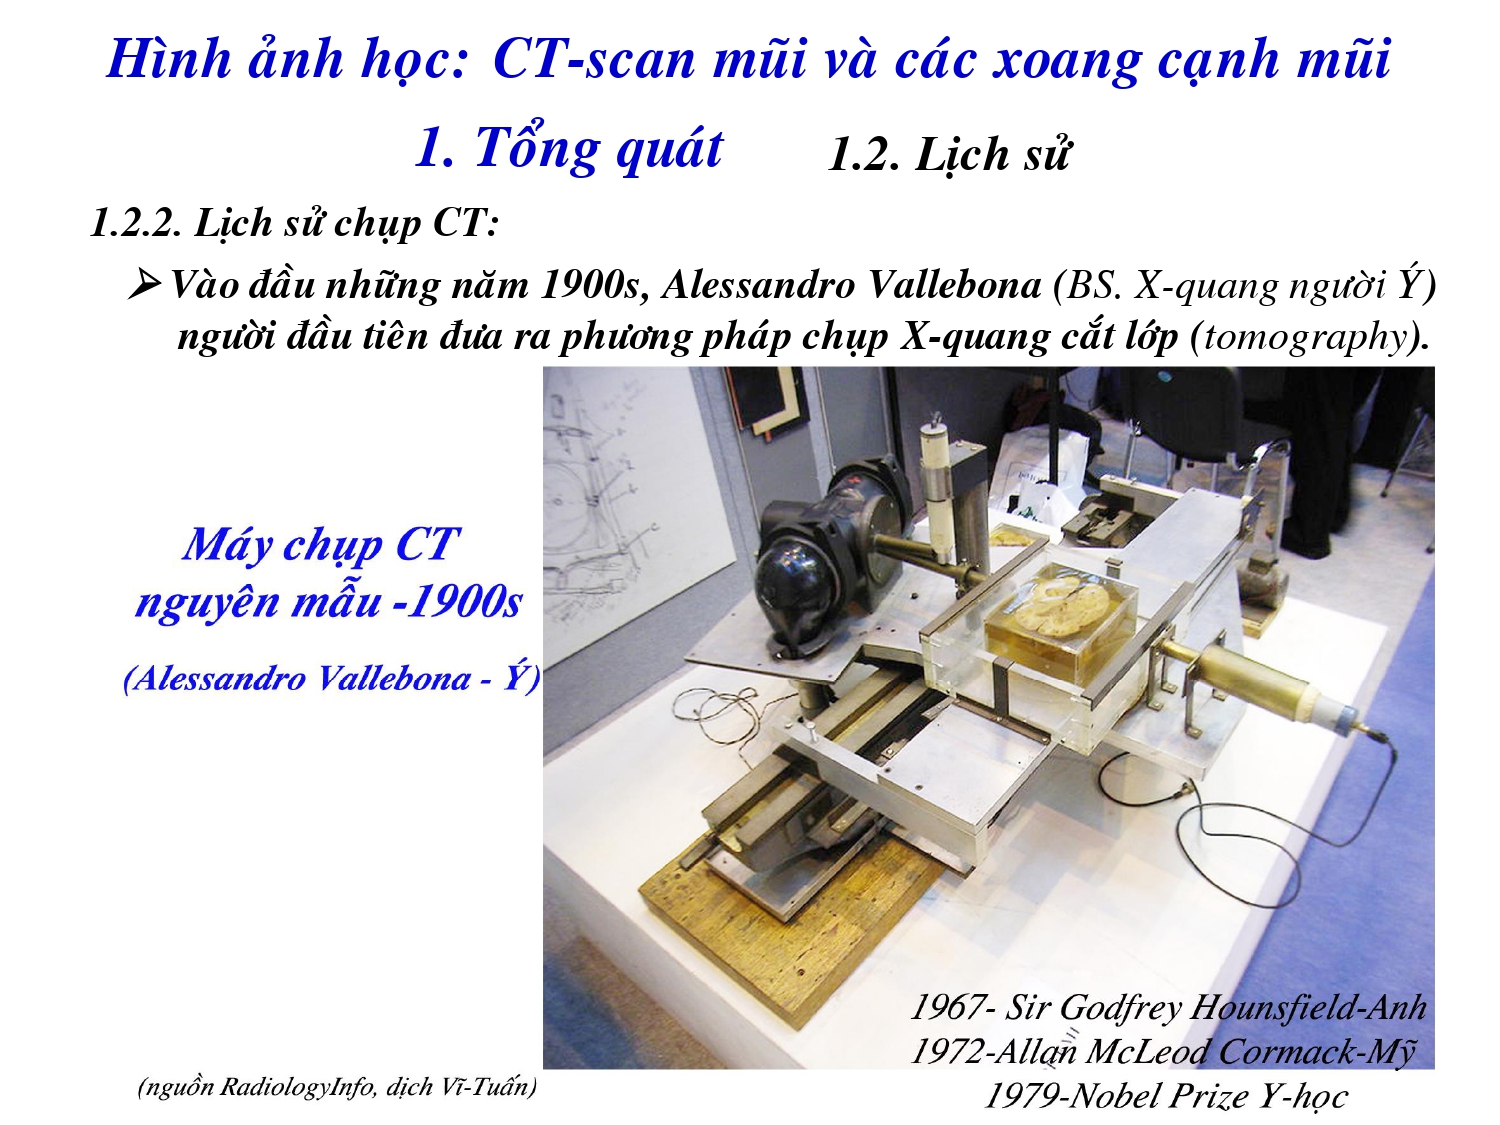 Hình ảnh học: CT-scan mũi và các xoang cạnh mũi
1. Tổng quát 1.2. Lịch sử
1.2.2. Lịch sử chụp CT:
➢ Vào đầu những năm 1900s, Alessandro Vallebona (BS. X-quang người Ý)
người đầu tiên đưa ra phương pháp chụp X-quang cắt lớp (tomography).
Máy chụp CT
nguyên mẫu -1900s
(Alessandro Vallebona - Ý)
1967- Sir Godfrey Hounsfield-Anh
1972-Allan McLeod Cormack-Mỹ
1979-Nobel Prize Y-học
(nguồn RadiologyInfo, dịch Vĩ-Tuấn)